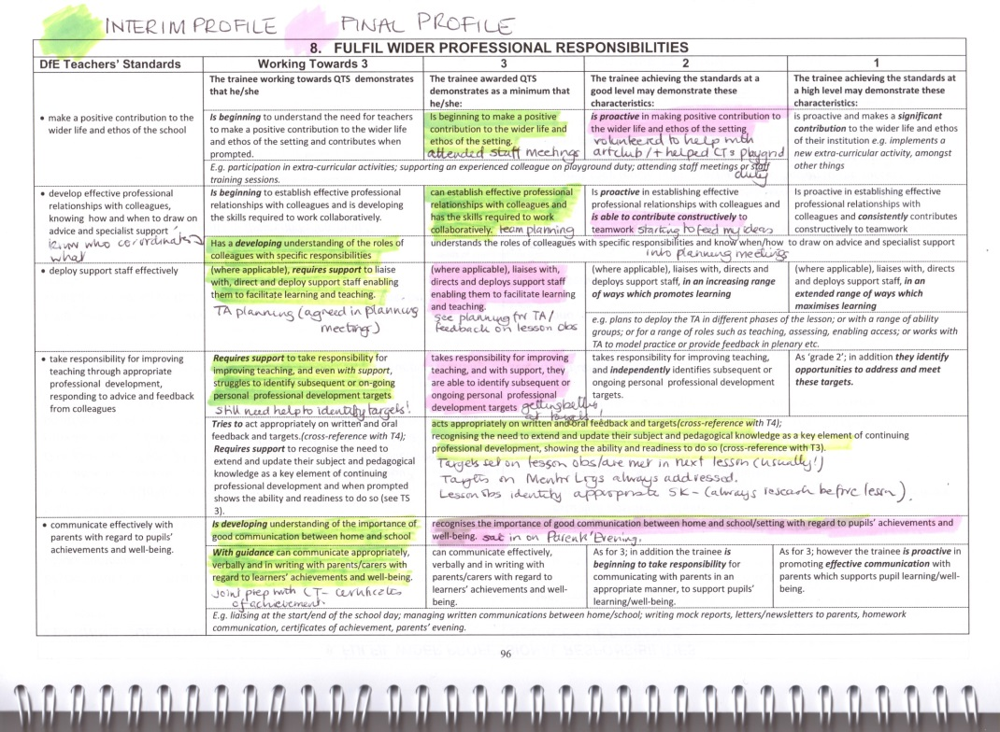 INTERIM PROFILE FINAL PROFILE
8. FULFIL WIDER PROFESSIONAL RESPONSIBILITIES
DfE Teachers' Standards
Working Towards 3
3
2
1
The trainee working towards QTS demonstrates
that he/she
The trainee awarded QTS
demonstrates as a minimum that
he/she:
The trainee achieving the standards at a
good level may demonstrate these
characteristics:
The trainee achieving the standards
at a high level may demonstrate these
characteristics:
• make a positive contribution to the
wider life and ethos of the school
Is beginning to understand the need for teachers
to make a positive contribution to the wider life
and ethos of the setting and contributes when
prompted.
Is beginning to make a positive
contribution to the wider life and
ethos of the setting.
attended staff meetings
is proactive in making positive contribution to
the wider life and ethos of the setting
volunteered to help with
artclub/+ helped CTs playgrnd
duty
Is proactive and makes a significant
contribution to the wider life and ethos
of their institution e.g. implements a
new extra-curricular activity, amongst
other things
E.g. participation in extra-curricular activities; supporting an experienced colleague on playground duty; attending staff meetings or staff
training sessions.
• develop effective professional
relationships with colleagues,
knowing how and when to draw on
advice and specialist support
know who co-ordinates
what
Is beginning to establish effective professional
relationships with colleagues and is developing
the skills required to work collaboratively.
can establish effective professional
relationships with colleagues and
has the skills required to work
collaboratively. team planning
Is proactive in establishing effective
professional relationships with colleagues and
is able to contribute constructively to
teamwork starting to feed my ideas
into planning meetings
Is proactive in establishing effective
professional relationships with
colleagues and consistently contributes
constructively to teamwork
Has a developing understanding of the roles of
colleagues with specific responsibilities
understands the roles of colleagues with specific responsibilities and know when/how to draw on advice and specialist support
• deploy support staff effectively
(where applicable), requires support to liaise
with, direct and deploy support staff enabling
them to facilitate learning and teaching.
TA planning (agreed in planning
meeting)
(where applicable), liaises with,
directs and deploys support staff
enabling them to facilitate learning
and teaching.
see planning for TA/
feedback on lesson obs
(where applicable), liaises with, directs and
deploys support staff, in an increasing range
of ways which promotes learning
(where applicable), liaises with, directs
and deploys support staff, in an
extended range of ways which
maximises learning
e.g. plans to deploy the TA in different phases of the lesson; or with a range of ability
groups; or for a range of roles such as teaching, assessing, enabling access; or works with
TA to model practice or provide feedback in plenary etc.
• take responsibility for improving
teaching through appropriate
professional development,
responding to advice and feedback
from colleagues
Requires support to take responsibility for
improving teaching, and even with support,
struggles to identify subsequent or on-going
personal professional development targets
still need help to identify targets!
takes responsibility for improving
teaching, and with support, they
are able to identify subsequent or
ongoing personal professional
development targets getting better
at targets!
takes responsibility for improving teaching,
and independently identifies subsequent or
ongoing personal professional development
targets.
As 'grade 2'; in addition they identify
opportunities to address and meet
these targets.
Tries to act appropriately on written and oral
feedback and targets.(cross-reference with T4);
Requires support to recognise the need to
extend and update their subject and pedagogical
knowledge as a key element of continuing
professional development and when prompted
shows the ability and readiness to do so (see T5
3).
acts appropriately on written and oral feedback and targets(cross-reference with T4);
recognising the need to extend and update their subject and pedagogical knowledge as a key element of continuing
professional development, showing the ability and readiness to do so (cross-reference with T3).
Targets set on lesson obs/are met in next lesson (usually!)
Targets on Mentor Logs always addressed.
Lesson obs identify appropriate SK - (always research before lesson).
• communicate effectively with
parents with regard to pupils'
achievements and well-being.
Is developing understanding of the importance of
good communication between home and school
recognises the importance of good communication between home and school/setting with regard to pupils' achievements and
well-being. sat in on Parents' Evening.
With guidance can communicate appropriately,
verbally and in writing with parents/carers with
regard to learners' achievements and well-being.
Joint prep with CT - certificates
of achievement.
can communicate effectively,
verbally and in writing with
parents/carers with regard to
learners' achievements and well-
being.
As for 3; in addition the trainee is
beginning to take responsibility for
communicating with parents in an
appropriate manner, to support pupils'
learning/well-being.
As for 3; however the trainee is proactive in
promoting effective communication with
parents which supports pupil learning/well-
being.
E.g. liaising at the start/end of the school day; managing written communications between home/school; writing mock reports, letters/newsletters to parents, homework
communication, certificates of achievement, parents' evening.
96